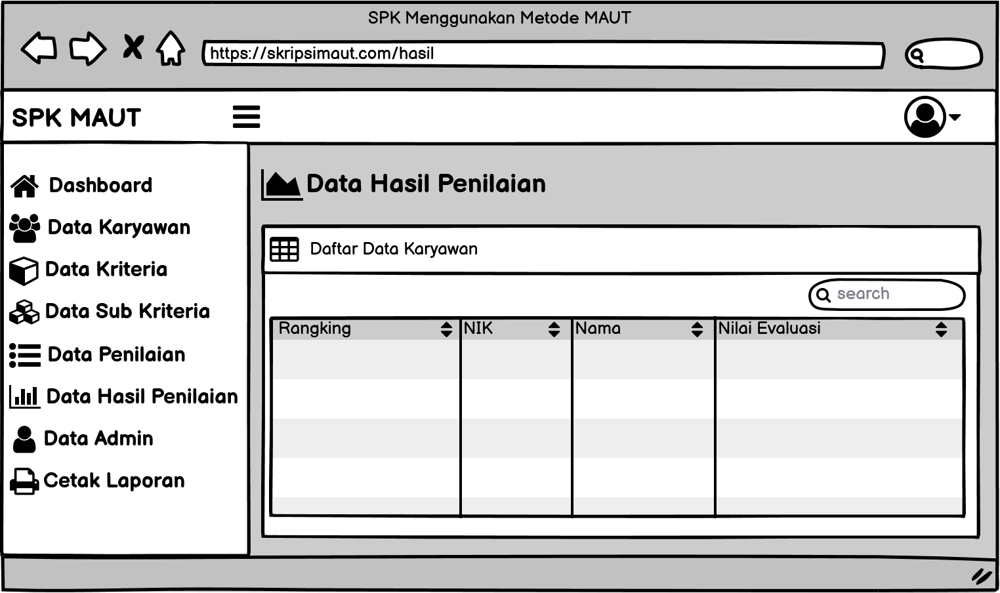 SPK Menggunakan Metode MAUT
https://skripsimaut.com/hasil
SPK MAUT
Dashboard
Data Karyawan
Data Kriteria
Data Sub Kriteria
Data Penilaian
Data Hasil Penilaian
Data Admin
Cetak Laporan
Data Hasil Penilaian
Daftar Data Karyawan
search
Rangking NIK Nama Nilai Evaluasi